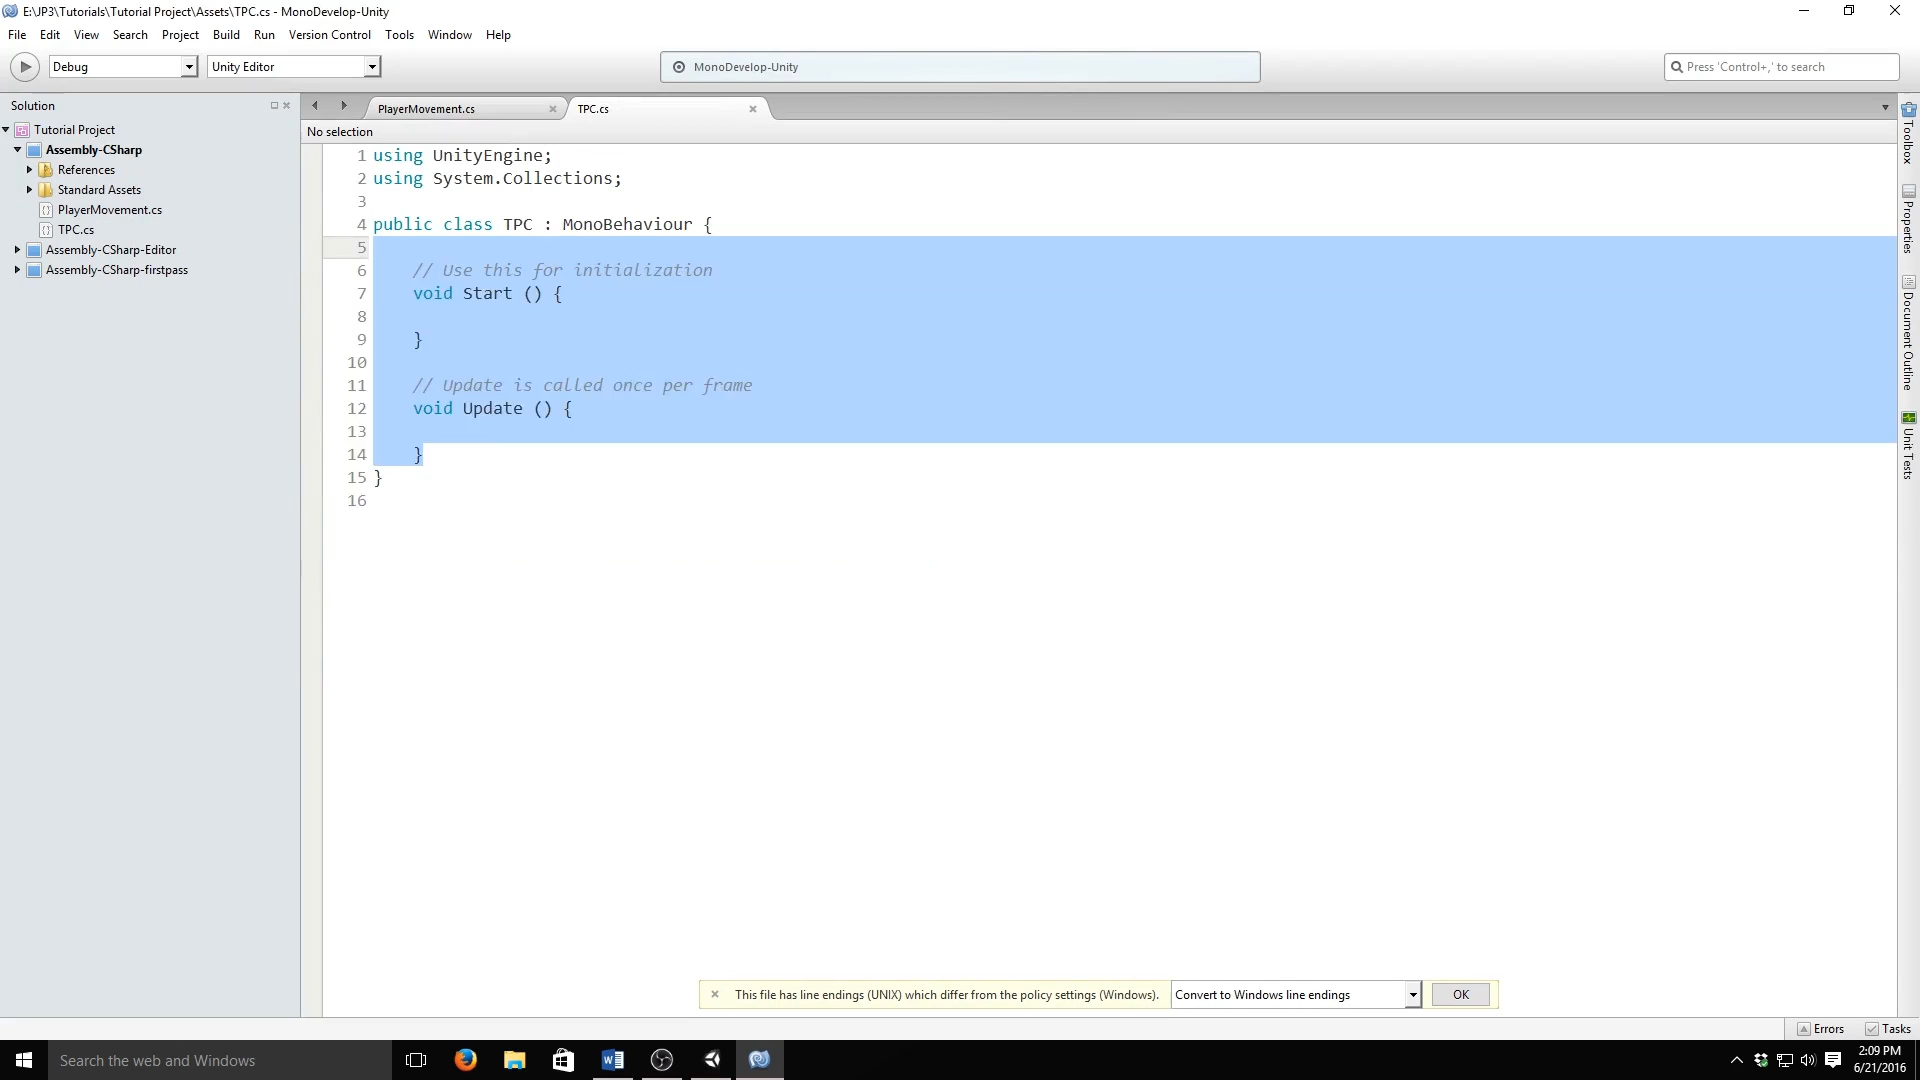 E:\JP3\Tutorials\Tutorial Project\Assets\TPC.cs - MonoDevelop-Unity
File Edit View Search Project Build Run Version Control Tools Window Help
Debug Unity Editor MonoDevelop-Unity Press 'Control+,' to search
Solution
Tutorial Project
Assembly-CSharp
References
Standard Assets
PlayerMovement.cs
TPC.cs
Assembly-CSharp-Editor
Assembly-CSharp-firstpass
PlayerMovement.cs TPC.cs
No selection
1 using UnityEngine;
2 using System.Collections;
3
4 public class TPC : MonoBehaviour {
5
6 // Use this for initialization
7 void Start () {
8
9 }
10
11 // Update is called once per frame
12 void Update () {
13
14 }
15 }
16
Toolbox
Properties
Document Outline
Unit Tests
This file has line endings (UNIX) which differ from the policy settings (Windows). Convert to Windows line endings OK
Errors Tasks
Search the web and Windows
2:09 PM
6/21/2016